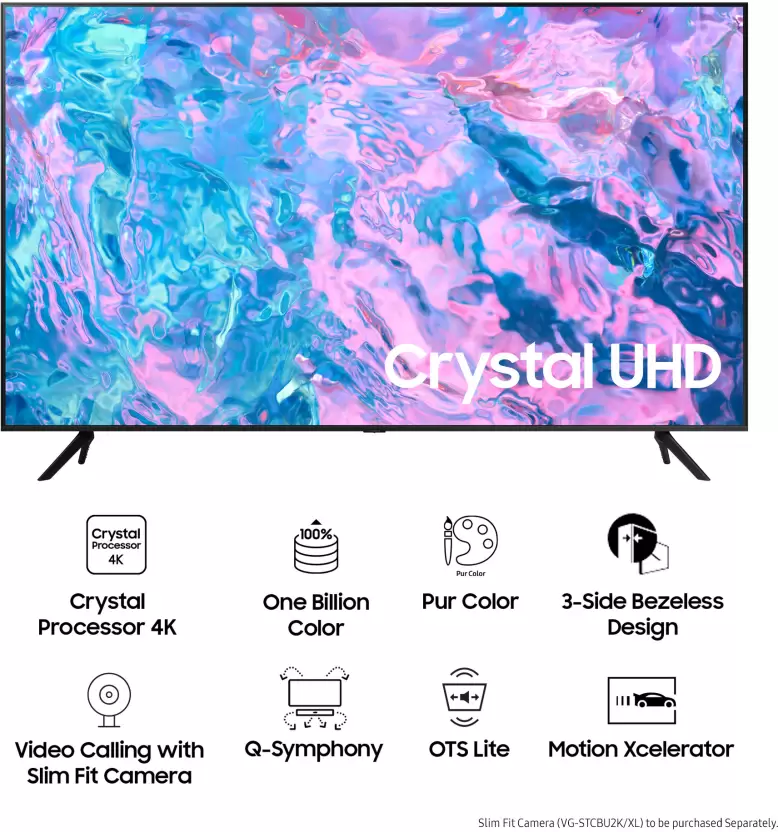 Crystal UHD
Crystal
Processor
4K
100%
Pur Color
Crystal
Processor 4K
One Billion
Color
Pur Color
3-Side Bezeless
Design
Video Calling with
Slim Fit Camera
Q-Symphony
OTS Lite
Motion Xcelerator
Slim Fit Camera (VG-STCBU2K/XL) to be purchased Separately.